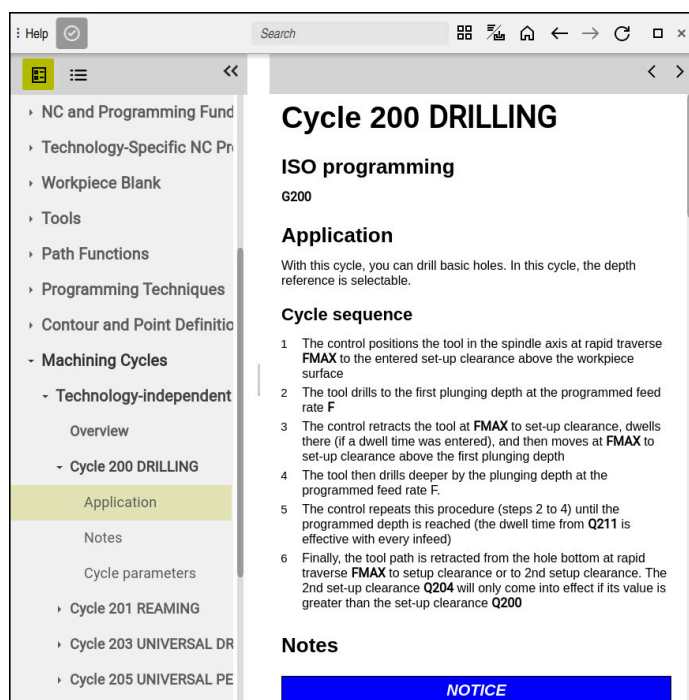 Help
Search
NC and Programming Fund
Technology-Specific NC Pr
Workpiece Blank
Tools
Path Functions
Programming Techniques
Contour and Point Definitio
Machining Cycles
Technology-independent
Overview
Cycle 200 DRILLING
Application
Notes
Cycle parameters
Cycle 201 REAMING
Cycle 203 UNIVERSAL DR
Cycle 205 UNIVERSAL PE
Cycle 200 DRILLING
ISO programming
G200
Application
With this cycle, you can drill basic holes. In this cycle, the depth
reference is selectable.
Cycle sequence
1 The control positions the tool in the spindle axis at rapid traverse
FMAX to the entered set-up clearance above the workpiece
surface
2 The tool drills to the first plunging depth at the programmed feed
rate F
3 The control retracts the tool at FMAX to set-up clearance, dwells
there (if a dwell time was entered), and then moves at FMAX to
set-up clearance above the first plunging depth
4 The tool then drills deeper by the plunging depth at the
programmed feed rate F.
5 The control repeats this procedure (steps 2 to 4) until the
programmed depth is reached (the dwell time from Q211 is
effective with every infeed)
6 Finally, the tool path is retracted from the hole bottom at rapid
traverse FMAX to setup clearance or to 2nd setup clearance. The
2nd set-up clearance Q204 will only come into effect if its value is
greater than the set-up clearance Q200
Notes
NOTICE